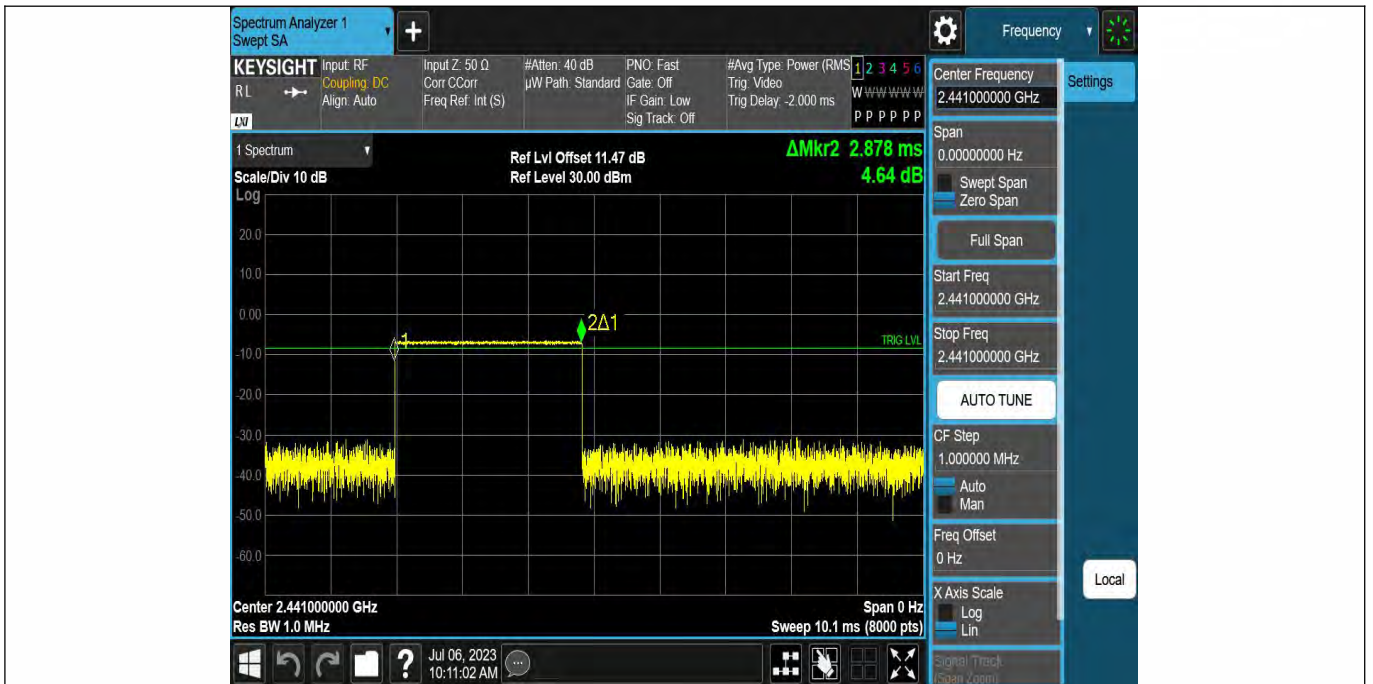 Spectrum Analyzer 1
Swept SA
Frequency
KEYSIGHT
R L
LXI
Input: RF
Coupling: DC
Align: Auto
Input Z: 50 Ω
Corr CCorr
Freq Ref: Int (S)
#Atten: 40 dB
µW Path: Standard
PNO: Fast
Gate: Off
IF Gain: Low
Sig Track: Off
#Avg Type: Power (RMS
Trig: Video
Trig Delay: -2.000 ms
1 2 3 4 5 6
W W W W W W
P P P P P P
1 Spectrum
Scale/Div 10 dB
Ref Lvl Offset 11.47 dB
Ref Level 30.00 dBm
ΔMkr2 2.878 ms
4.64 dB
Log
20.0
10.0
0.00
-10.0
-20.0
-30.0
-40.0
-50.0
-60.0
1
2Δ1
TRIG LVL
Center 2.441000000 GHz
Res BW 1.0 MHz
Span 0 Hz
Sweep 10.1 ms (8000 pts)
Jul 06, 2023
10:11:02 AM
Center Frequency
2.441000000 GHz
Span
0.00000000 Hz
Swept Span
Zero Span
Full Span
Start Freq
2.441000000 GHz
Stop Freq
2.441000000 GHz
AUTO TUNE
CF Step
1.000000 MHz
Auto
Man
Freq Offset
0 Hz
X Axis Scale
Log
Lin
Signal Track
(Span Zoom)
Settings
Local